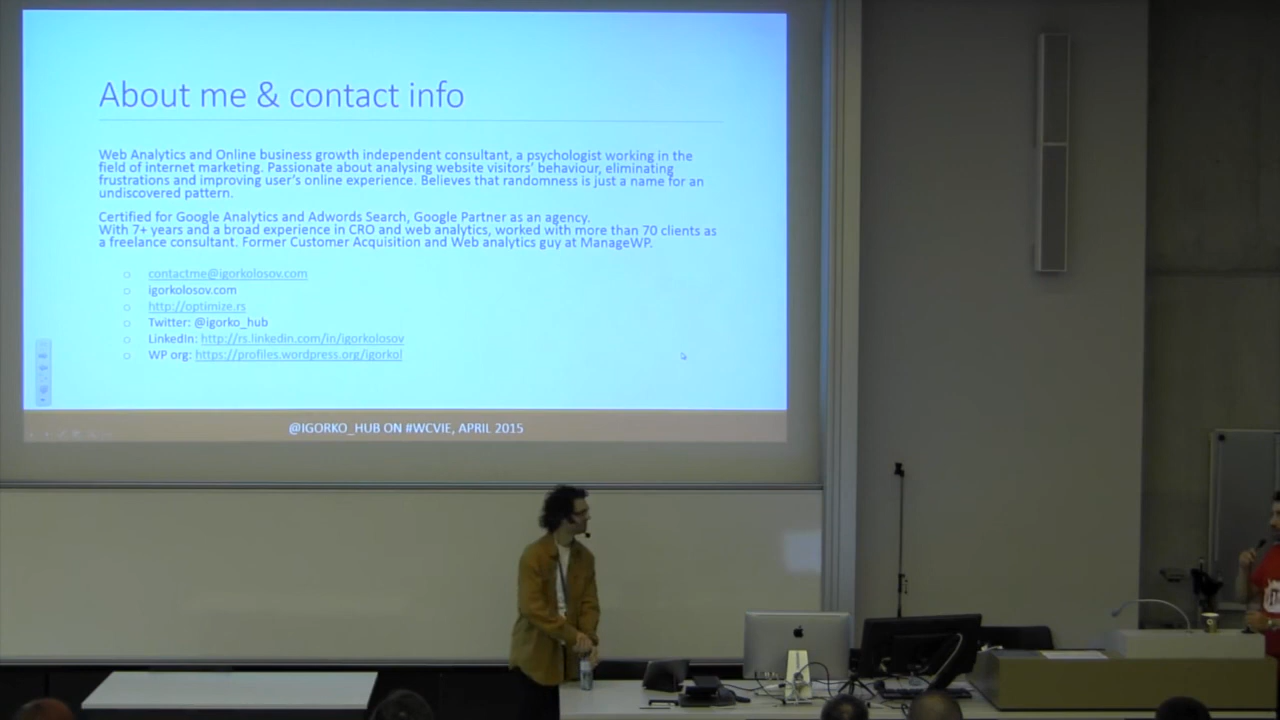 About me & contact info
Web Analytics and Online business growth independent consultant, a psychologist working in the
field of internet marketing. Passionate about analysing website visitors' behaviour, eliminating
frustrations and improving user's online experience. Believes that randomness is just a name for an
undiscovered pattern.
Certified for Google Analytics and Adwords Search, Google Partner as an agency.
With 7+ years and a broad experience in CRO and web analytics, worked with more than 70 clients as
a freelance consultant. Former Customer Acquisition and Web analytics guy at ManageWP.
contactme@igorkolosov.com
igorkolosov.com
http://optimize.rs
Twitter: @igorko_hub
LinkedIn: http://rs.linkedin.com/in/igorkolosov
WP org: https://profiles.wordpress.org/igorkol
@IGORKO_HUB ON #WCVIE, APRIL 2015